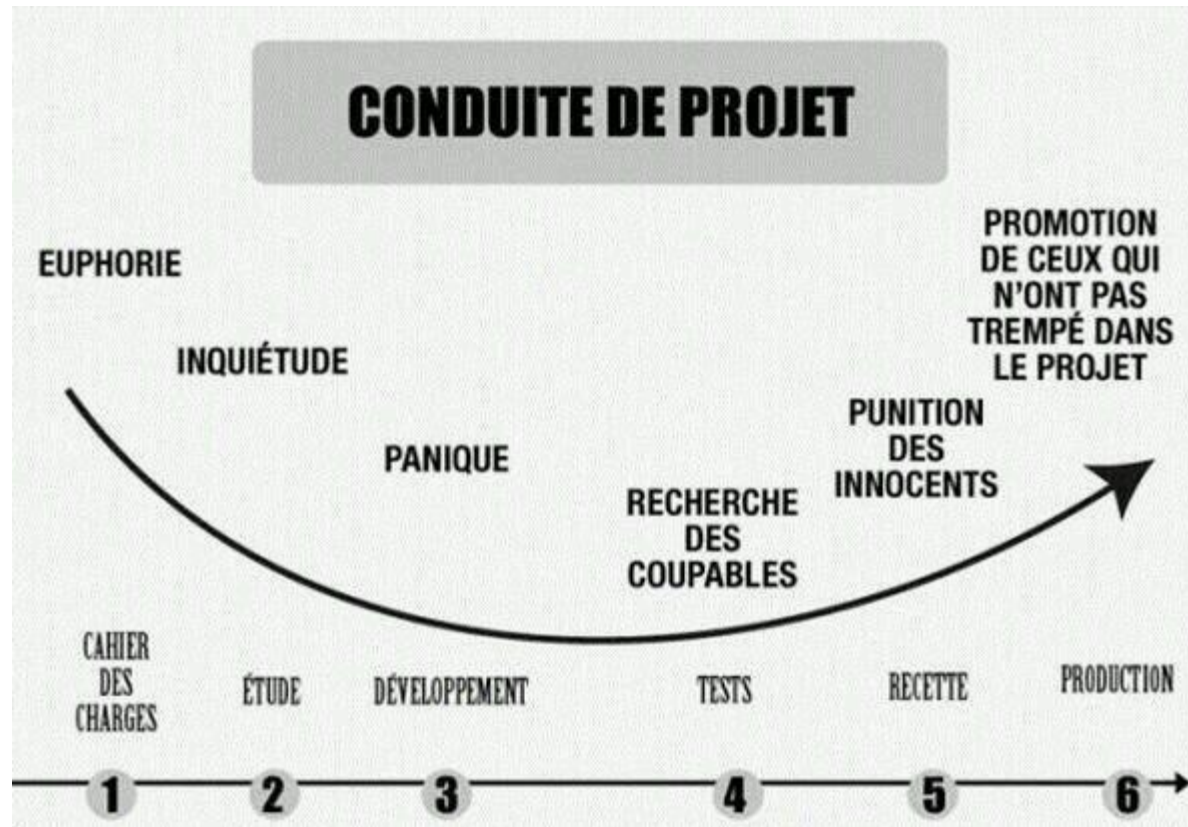 CONDUITE DE PROJET
EUPHORIE
INQUIÉTUDE
PANIQUE
RECHERCHE
DES
COUPABLES
PUNITION
DES
INNOCENTS
PROMOTION
DE CEUX QUI
N'ONT PAS
TREMPÉ DANS
LE PROJET
CAHIER
DES
CHARGES
ÉTUDE
DÉVELOPPEMENT
TESTS
RECETTE
PRODUCTION
1
2
3
4
5
6